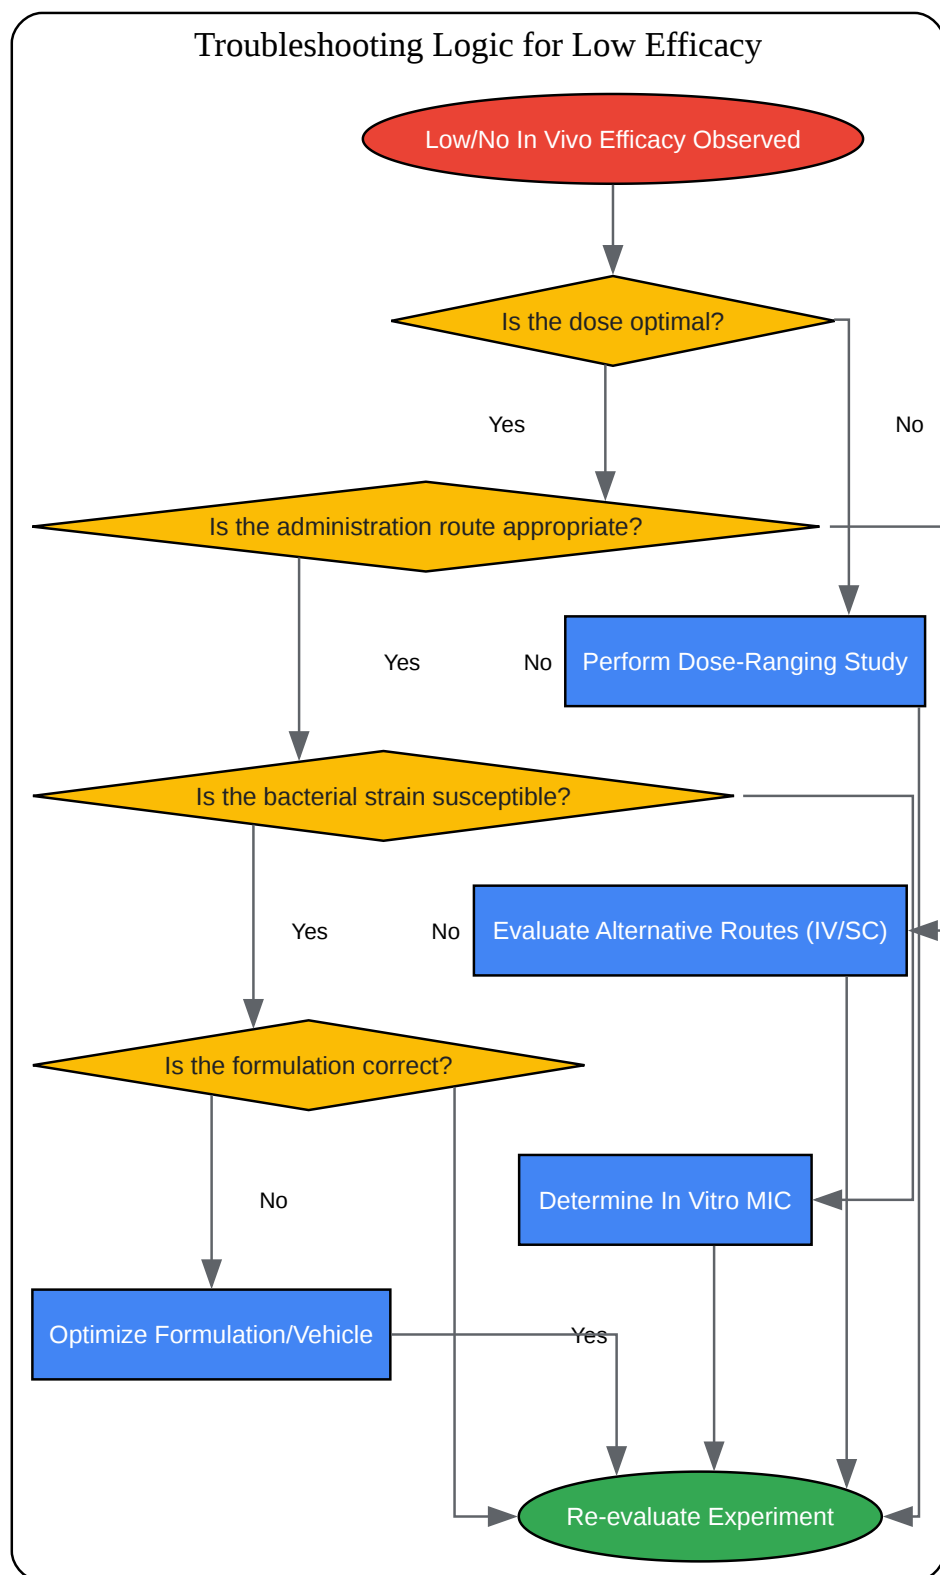 Troubleshooting Logic for Low Efficacy
Low/No In Vivo Efficacy Observed
Is the dose optimal?
Yes
No
Is the administration route appropriate?
Yes
No
Perform Dose-Ranging Study
Is the bacterial strain susceptible?
Yes
No
Evaluate Alternative Routes (IV/SC)
Is the formulation correct?
No
Determine In Vitro MIC
Optimize Formulation/Vehicle
Yes
Re-evaluate Experiment